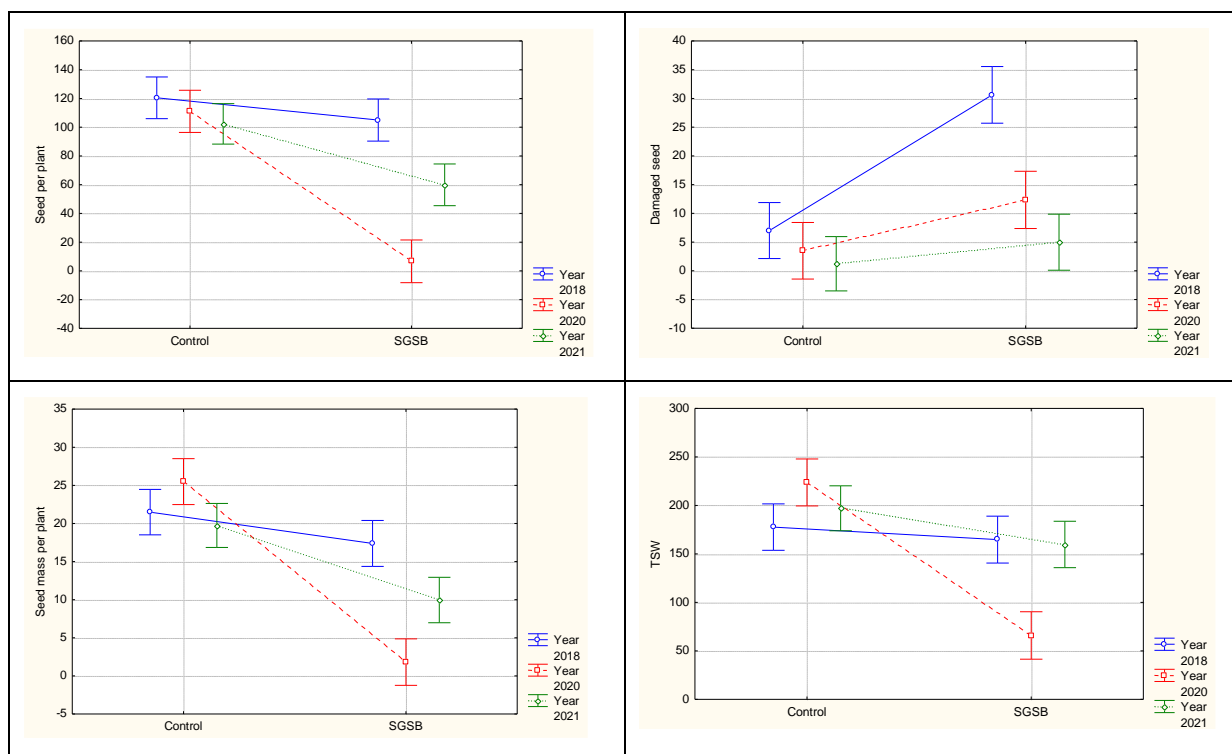 160
140
120
100
80
60
40
20
0
-20
-40
Seed per plant
Control
SGSB
Year
2018
Year
2020
Year
2021
40
35
30
25
20
15
10
5
0
-5
-10
Damaged seed
Control
SGSB
Year
2018
Year
2020
Year
2021
35
30
25
20
15
10
5
0
-5
Seed mass per plant
Control
SGSB
Year
2018
Year
2020
Year
2021
300
250
200
150
100
50
0
TSW
Control
SGSB
Year
2018
Year
2020
Year
2021